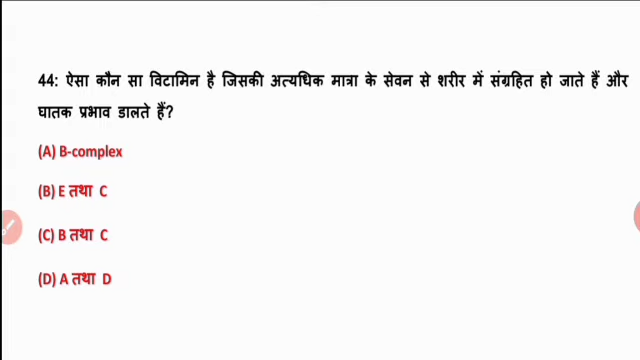 44: ऐसा कौन सा विटामिन है जिसकी अत्यधिक मात्रा के सेवन से शरीर में संग्रहित हो जाते हैं और
घातक प्रभाव डालते हैं?
(A) B-complex
(B) E तथा C
(C) B तथा C
(D) A तथा D